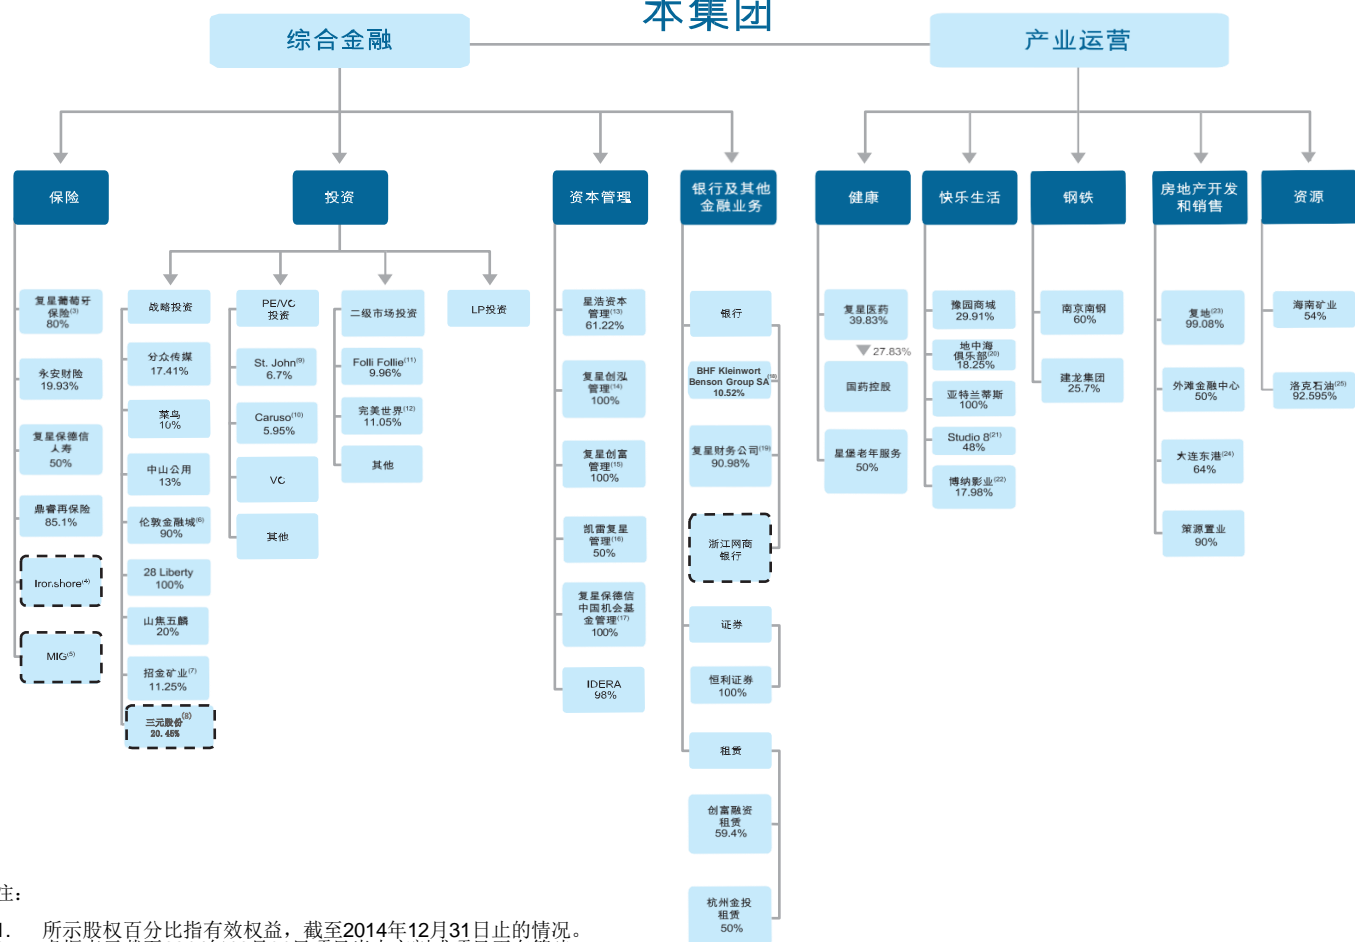 本集团
综合金融
产业运营
保险
投资
资本管理
银行及其他
金融业务
健康
快乐生活
钢铁
房地产开发
和销售
资源
复星葡萄牙
保险(3)
80%
永安财险
19.93%
复星保德信
人寿
50%
鼎睿再保险
85.1%
Ironshore(4)
MIG(5)
战略投资
分众传媒
17.41%
菜鸟
10%
中山公用
13%
伦敦金融城(6)
90%
28 Liberty
100%
山焦五麟
20%
招金矿业(7)
11.25%
三元股份(8)
20.45%
PE/VC
投资
St. John(9)
6.7%
Caruso(10)
5.95%
VC
其他
二级市场投资
Folli Follie(11)
9.96%
完美世界(12)
11.05%
其他
LP投资
星浩资本
管理(13)
61.22%
复星创泓
管理(14)
100%
复星创富
管理(15)
100%
凯雷复星
管理(16)
50%
复星保德信
中国机会基
金管理(17)
100%
IDERA
98%
银行
BHF Kleinwort
Benson Group SA(18)
10.52%
复星财务公司(19)
90.98%
浙江网商
银行
证券
恒利证券
100%
租赁
创富融资
租赁
59.4%
杭州金投
租赁
50%
复星医药
39.83%
27.83%
国药控股
星堡老年服务
50%
豫园商城
29.91%
地中海
俱乐部(20)
18.25%
亚特兰蒂斯
100%
Studio 8(21)
48%
博纳影业(22)
17.98%
南京南钢
60%
建龙集团
25.7%
复地(23)
99.08%
外滩金融中心
50%
大连东港(24)
64%
策源置业
90%
海南矿业
54%
洛克石油(25)
92.595%
注：
1. 所示股权百分比指有效权益，截至2014年12月31日止的情况。